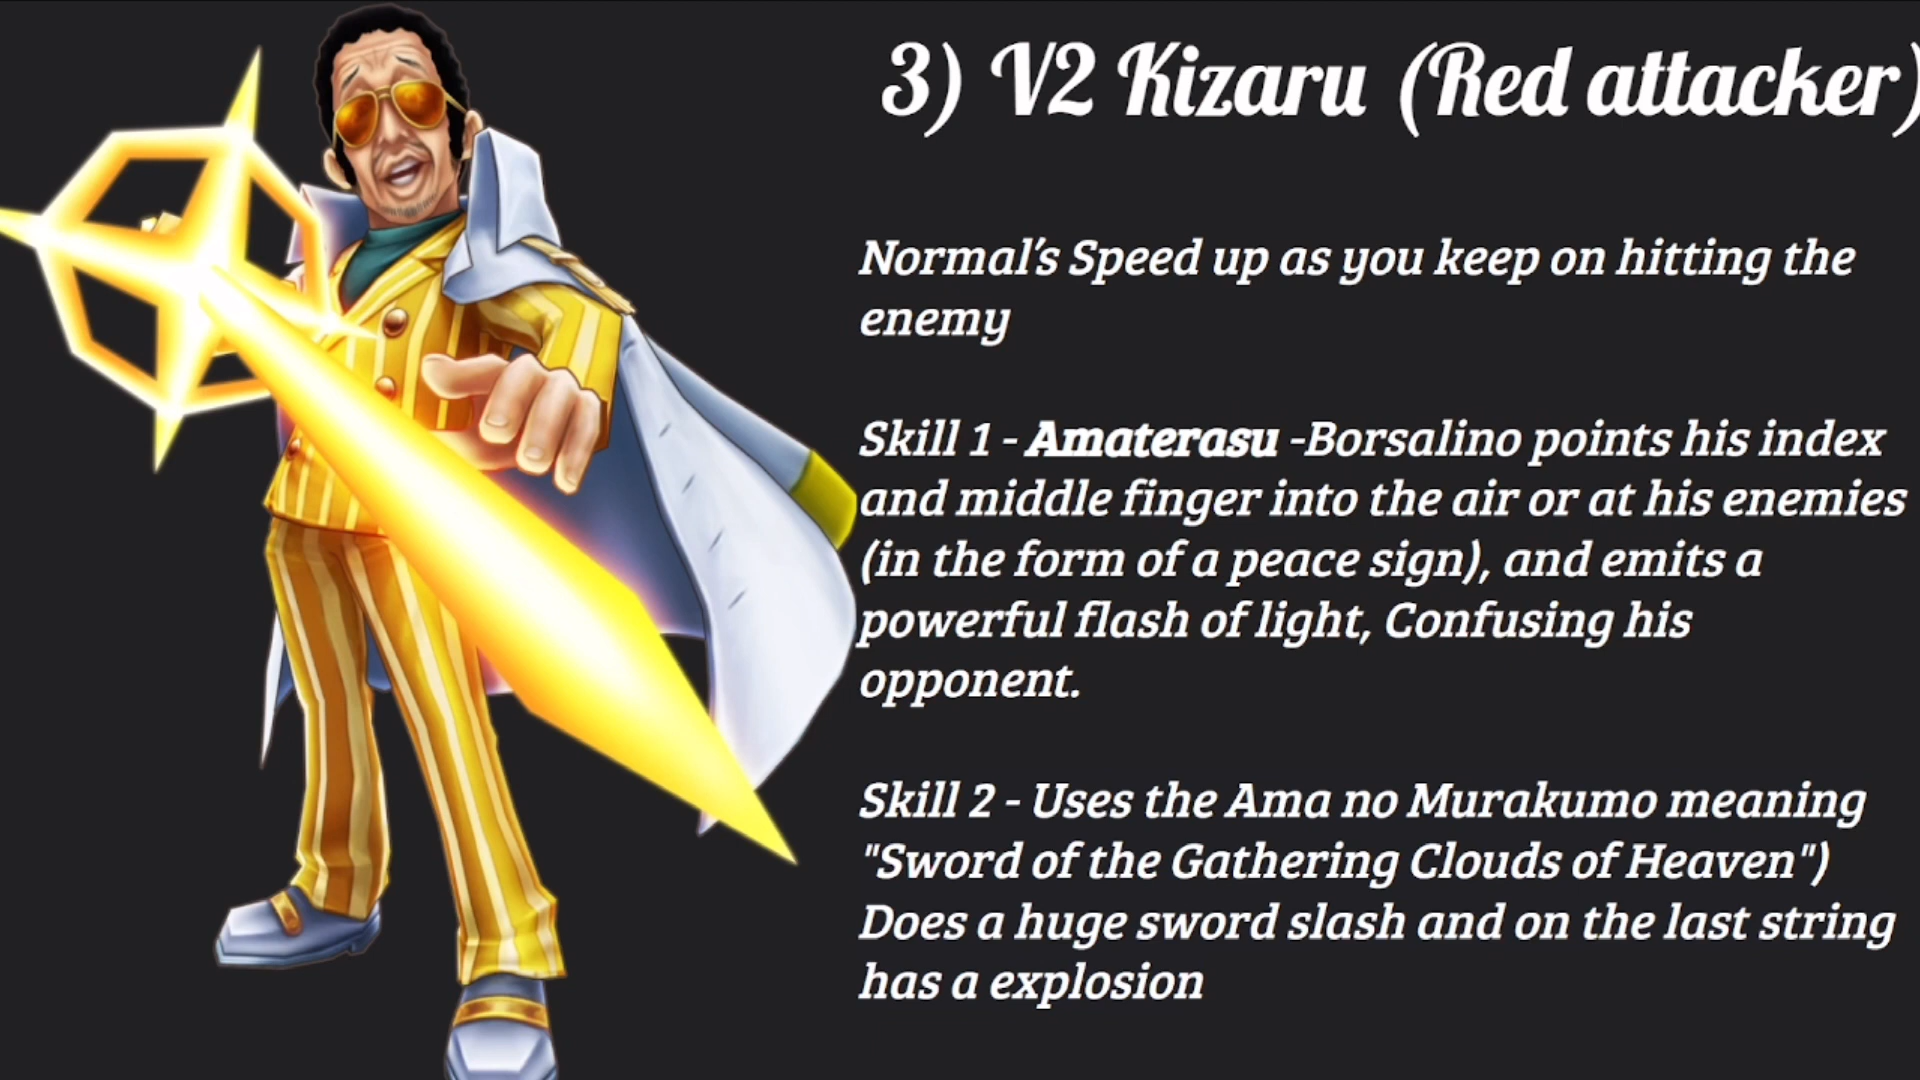 3) V2 Kizaru (Red attacker)
Normal's Speed up as you keep on hitting the
enemy
Skill 1 - Amaterasu -Borsalino points his index
and middle finger into the air or at his enemies
(in the form of a peace sign), and emits a
powerful flash of light, Confusing his
opponent.
Skill 2 - Uses the Ama no Murakumo meaning
"Sword of the Gathering Clouds of Heaven")
Does a huge sword slash and on the last string
has a explosion